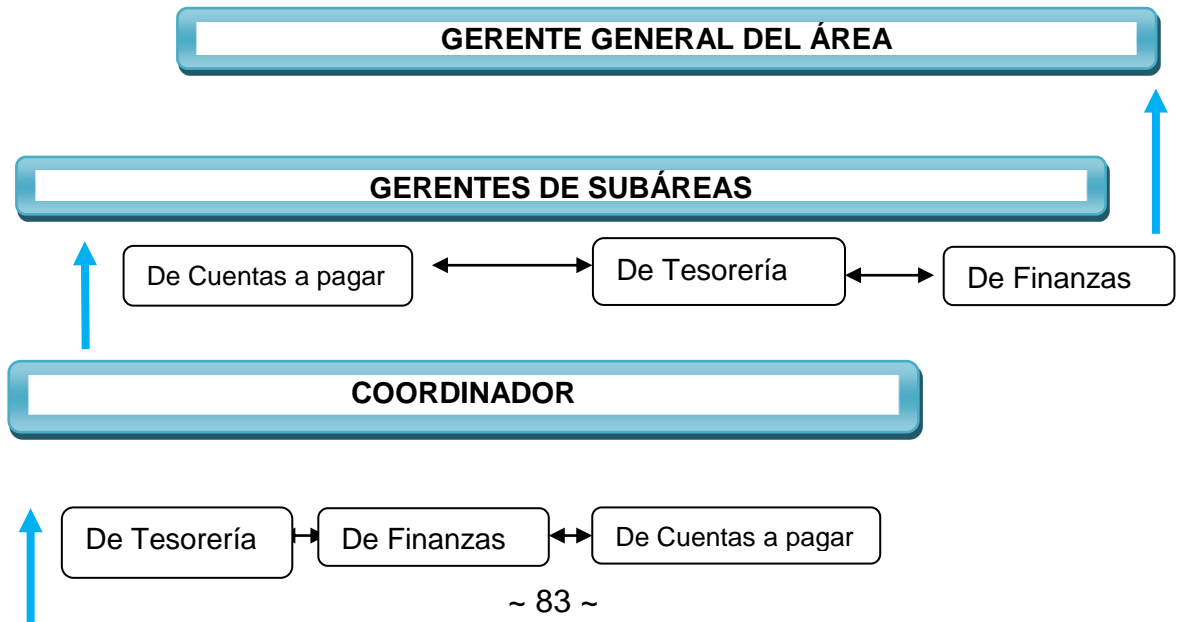 GERENTE GENERAL DEL ÁREA
GERENTES DE SUBÁREAS
De Cuentas a pagar
De Tesorería
De Finanzas
COORDINADOR
De Tesorería
De Finanzas
De Cuentas a pagar
~ 83 ~